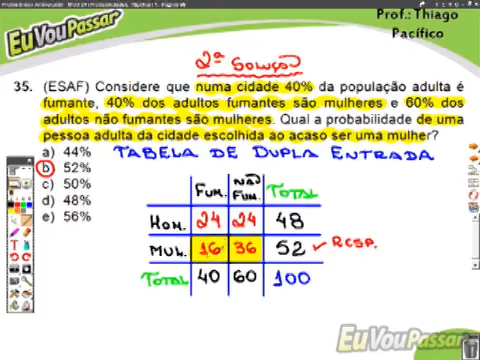 EuVouPassar
Prof.: Thiago
Pacífico
2ª SOLUÇÃO
35. (ESAF) Considere que numa cidade 40% da população adulta é
fumante, 40% dos adultos fumantes são mulheres e 60% dos
adultos não fumantes são mulheres. Qual a probabilidade de uma
pessoa adulta da cidade escolhida ao acaso ser uma mulher?
a) 44%
TABELA DE DUPLA ENTRADA
b) 52%
c) 50%
d) 48%
e) 56%
FUM. NÃO FUM. TOTAL
HOM. 24 24 48
MUL. 16 36 52 RESP.
TOTAL 40 60 100
EuVouPassar